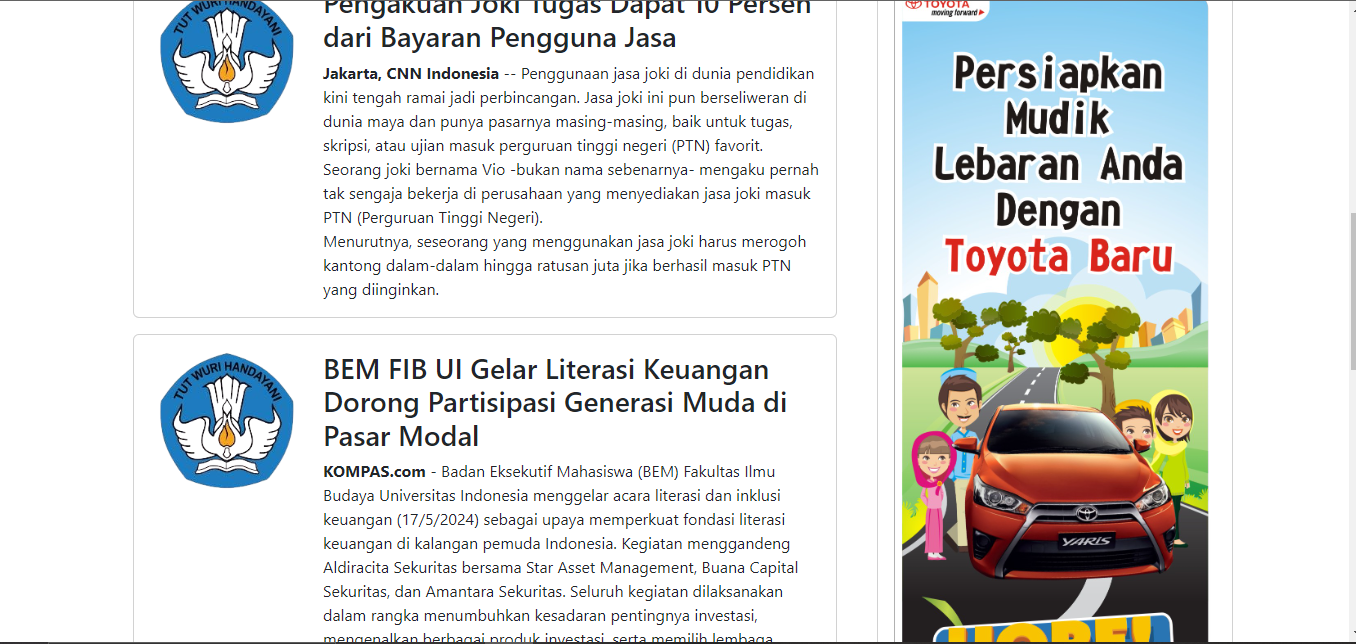 Pengakuan Joki Tugas Dapat 10 Persen
dari Bayaran Pengguna Jasa
Jakarta, CNN Indonesia -- Penggunaan jasa joki di dunia pendidikan
kini tengah ramai jadi perbincangan. Jasa joki ini pun berseliweran di
dunia maya dan punya pasarnya masing-masing, baik untuk tugas,
skripsi, atau ujian masuk perguruan tinggi negeri (PTN) favorit.
Seorang joki bernama Vio -bukan nama sebenarnya- mengaku pernah
tak sengaja bekerja di perusahaan yang menyediakan jasa joki masuk
PTN (Perguruan Tinggi Negeri).
Menurutnya, seseorang yang menggunakan jasa joki harus merogoh
kantong dalam-dalam hingga ratusan juta jika berhasil masuk PTN
yang diinginkan.
TUT WURI HANDAYANI
BEM FIB UI Gelar Literasi Keuangan
Dorong Partisipasi Generasi Muda di
Pasar Modal
KOMPAS.com - Badan Eksekutif Mahasiswa (BEM) Fakultas Ilmu
Budaya Universitas Indonesia menggelar acara literasi dan inklusi
keuangan (17/5/2024) sebagai upaya memperkuat fondasi literasi
keuangan di kalangan pemuda Indonesia. Kegiatan menggandeng
Aldiracita Sekuritas bersama Star Asset Management, Buana Capital
Sekuritas, dan Amantara Sekuritas. Seluruh kegiatan dilaksanakan
dalam rangka menumbuhkan kesadaran pentingnya investasi,
mengenalkan berbagai produk investasi, serta memilih lembaga
TUT WURI HANDAYANI
TOYOTA
moving forward
Persiapkan
Mudik
Lebaran Anda
Dengan
Toyota Baru
YARIS